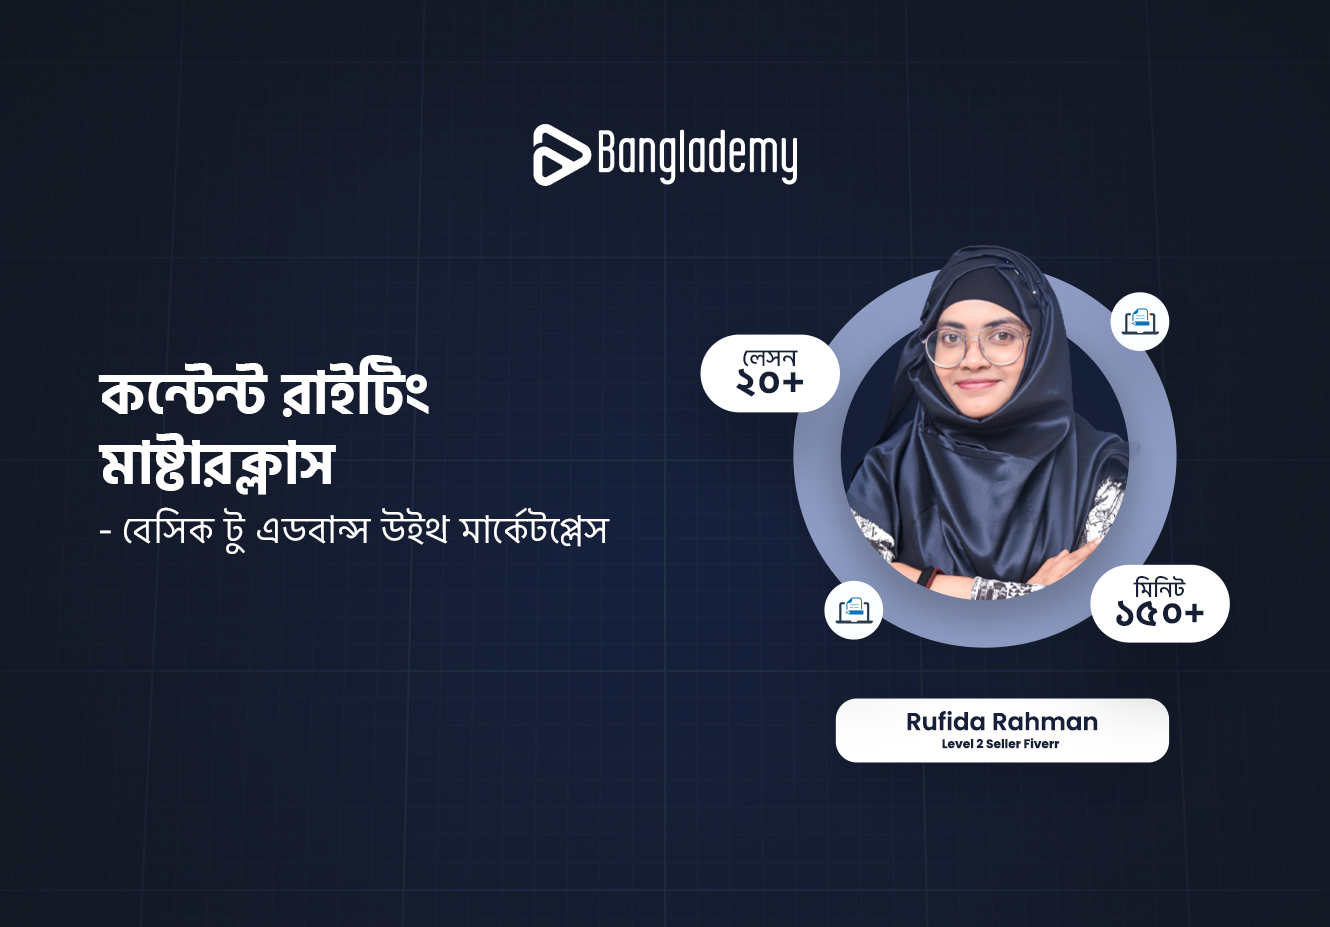 Banglademy
কন্টেন্ট রাইটিং
মাষ্টারক্লাস
- বেসিক টু এডবান্স উইথ মার্কেটপ্লেস
লেসন
২০+
মিনিট
১৫০+
Rufida Rahman
Level 2 Seller Fiverr